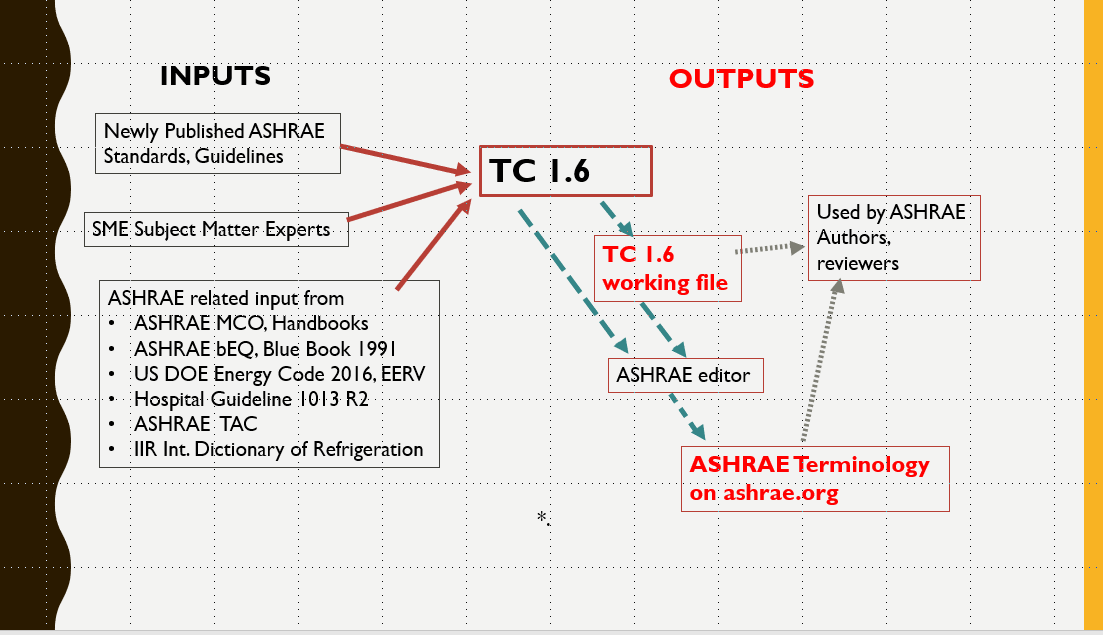 INPUTS
OUTPUTS
Newly Published ASHRAE
Standards, Guidelines
TC 1.6
SME Subject Matter Experts
Used by ASHRAE
Authors,
reviewers
TC 1.6
working file
ASHRAE related input from
• ASHRAE MCO, Handbooks
• ASHRAE bEQ, Blue Book 1991
• US DOE Energy Code 2016, EERV
• Hospital Guideline 1013 R2
• ASHRAE TAC
• IIR Int. Dictionary of Refrigeration
ASHRAE editor
ASHRAE Terminology
on ashrae.org
*.